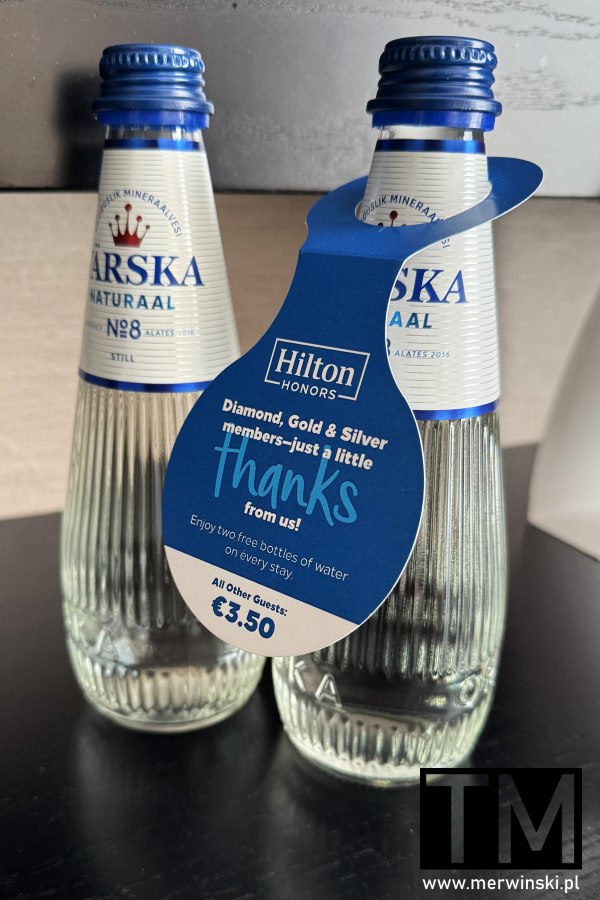 ÄRSKA
NATURAAL
№8 ALATES 2016
STILL
SKA
AAL
ALATES 2016
Hilton
HONORS
Diamond, Gold & Silver
members—just a little
thanks
from us!
Enjoy two free bottles of water
on every stay.
All Other Guests:
€3.50
TM
www.merwinski.pl